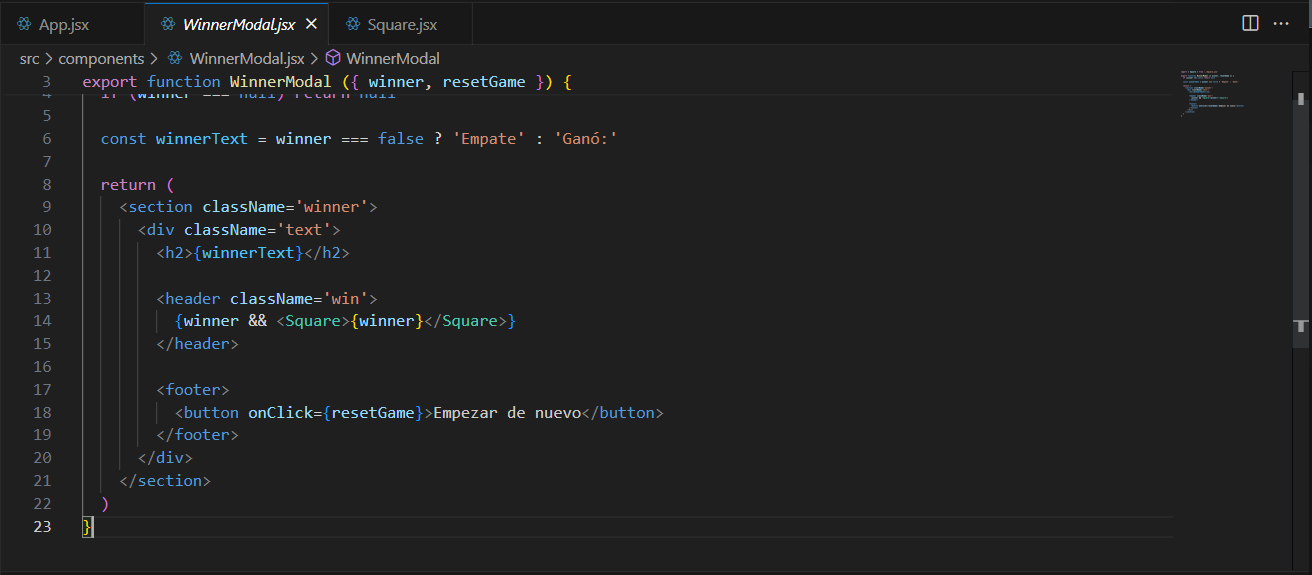 App.jsx
WinnerModal.jsx
Square.jsx
src > components > WinnerModal.jsx > WinnerModal
3 export function WinnerModal ({ winner, resetGame }) {
4 if (winner === null) return null
5
6 const winnerText = winner === false ? 'Empate' : 'Ganó:'
7
8 return (
9 <section className='winner'>
10 <div className='text'>
11 <h2>{winnerText}</h2>
12
13 <header className='win'>
14 {winner && <Square>{winner}</Square>}
15 </header>
16
17 <footer>
18 <button onClick={resetGame}>Empezar de nuevo</button>
19 </footer>
20 </div>
21 </section>
22 )
23 }